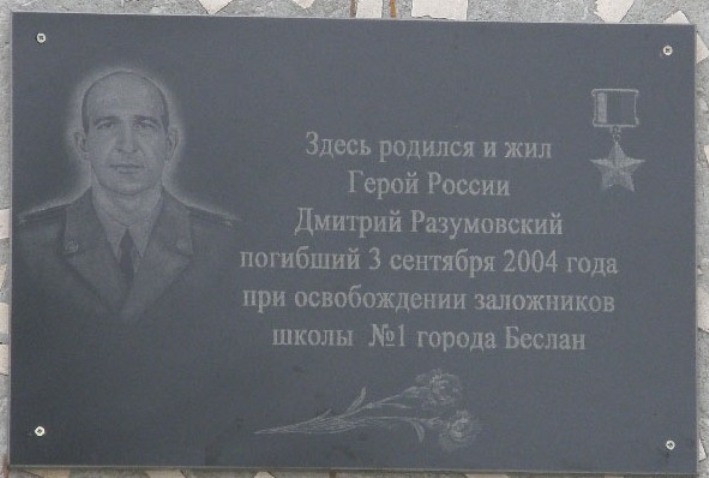 Здесь родился и жил
Герой России
Дмитрий Разумовский
погибший 3 сентября 2004 года
при освобождении заложников
школы №1 города Беслан